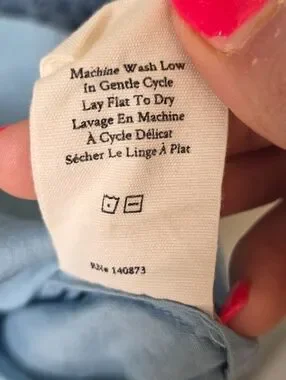 Machine Wash Low
In Gentle Cycle
Lay Flat To Dry
Lavage En Machine
À Cycle Délicat
Sécher Le Linge À Plat
RN# 140873